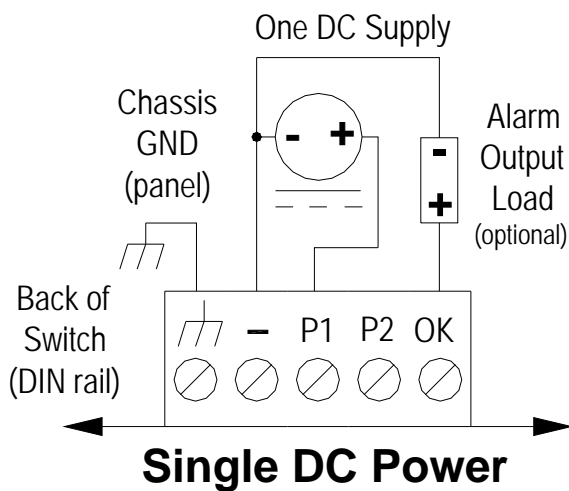 One DC Supply
Chassis
GND
(panel)
- +
Alarm
Output
Load
(optional)
-
+
Back of
Switch
(DIN rail)
– P1 P2 OK
Single DC Power